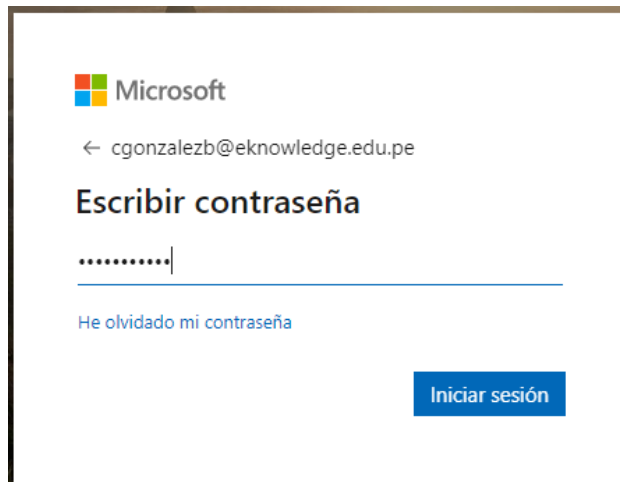 Microsoft
← cgonzalezb@eknowledge.edu.pe
Escribir contraseña
•••••••••••
He olvidado mi contraseña
Iniciar sesión